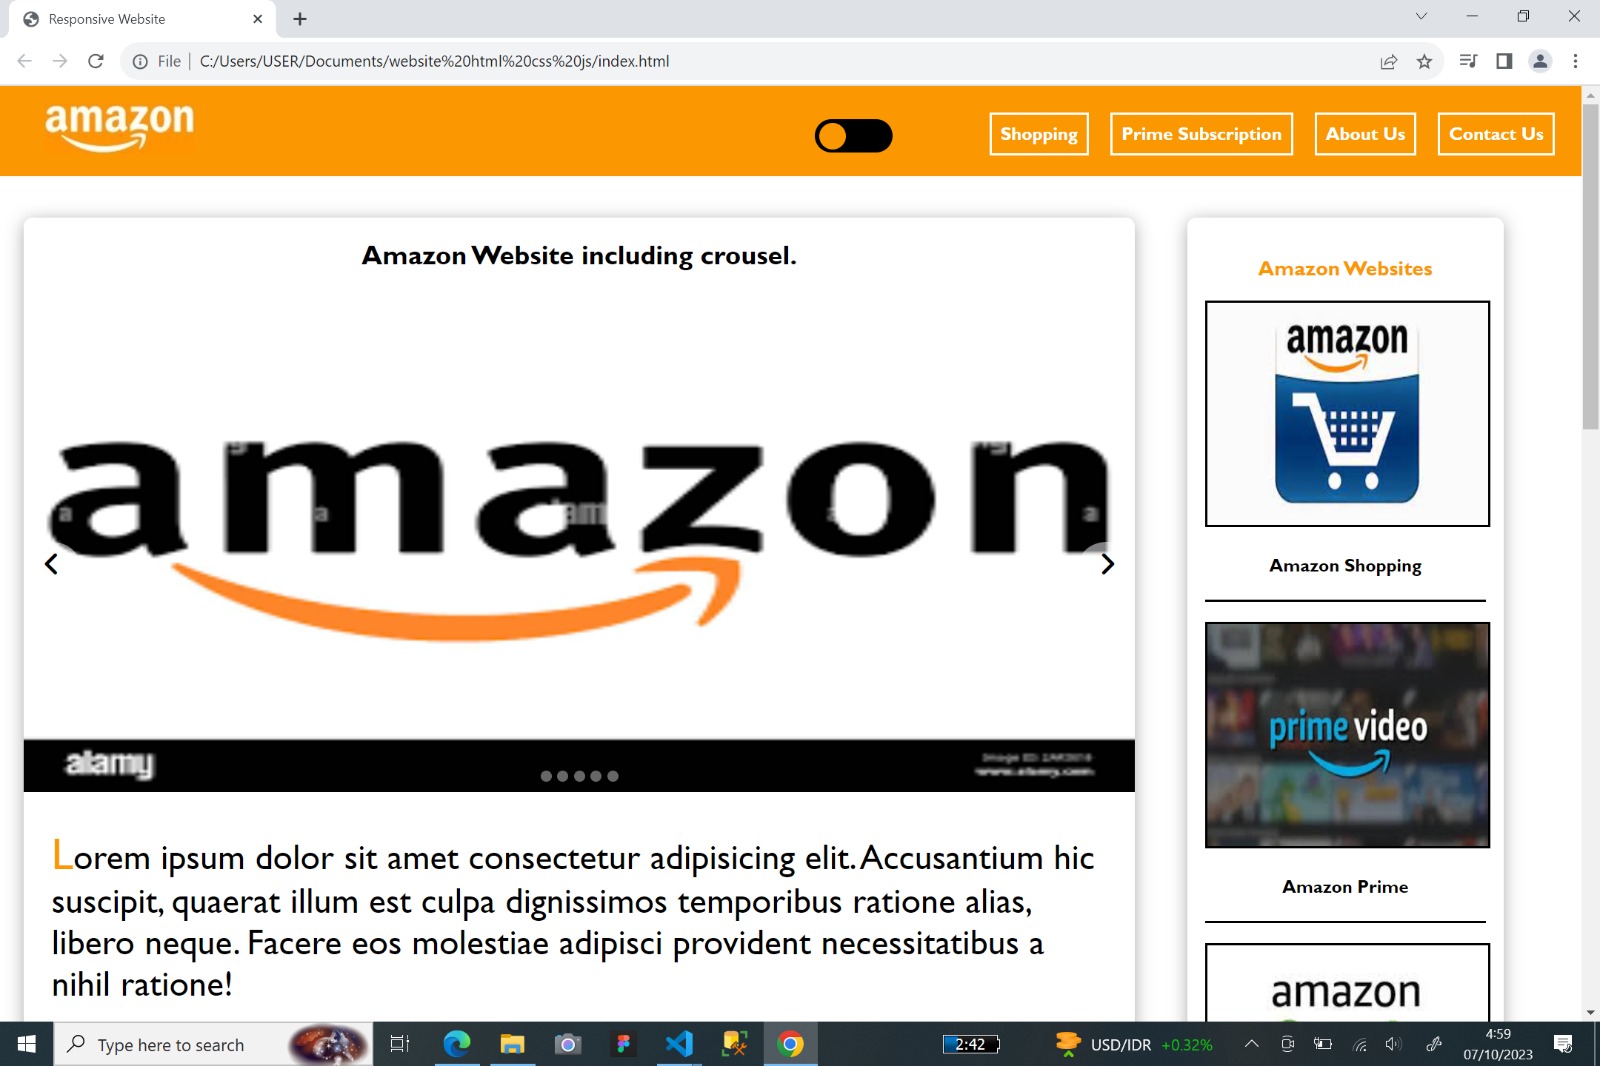 Responsive Website
File
C:/Users/USER/Documents/website%20html%20css%20js/index.html
amazon
Shopping
Prime Subscription
About Us
Contact Us
Amazon Website including crousel.
amazon
a
a
alam
a
a
alamy
www.alamy.com
Lorem ipsum dolor sit amet consectetur adipisicing elit. Accusantium hic
suscipit, quaerat illum est culpa dignissimos temporibus ratione alias,
libero neque. Facere eos molestiae adipisci provident necessitatibus a
nihil ratione!
Amazon Websites
amazon
Amazon Shopping
prime video
Amazon Prime
amazon
Type here to search
2:42
USD/IDR +0.32%
4:59
07/10/2023